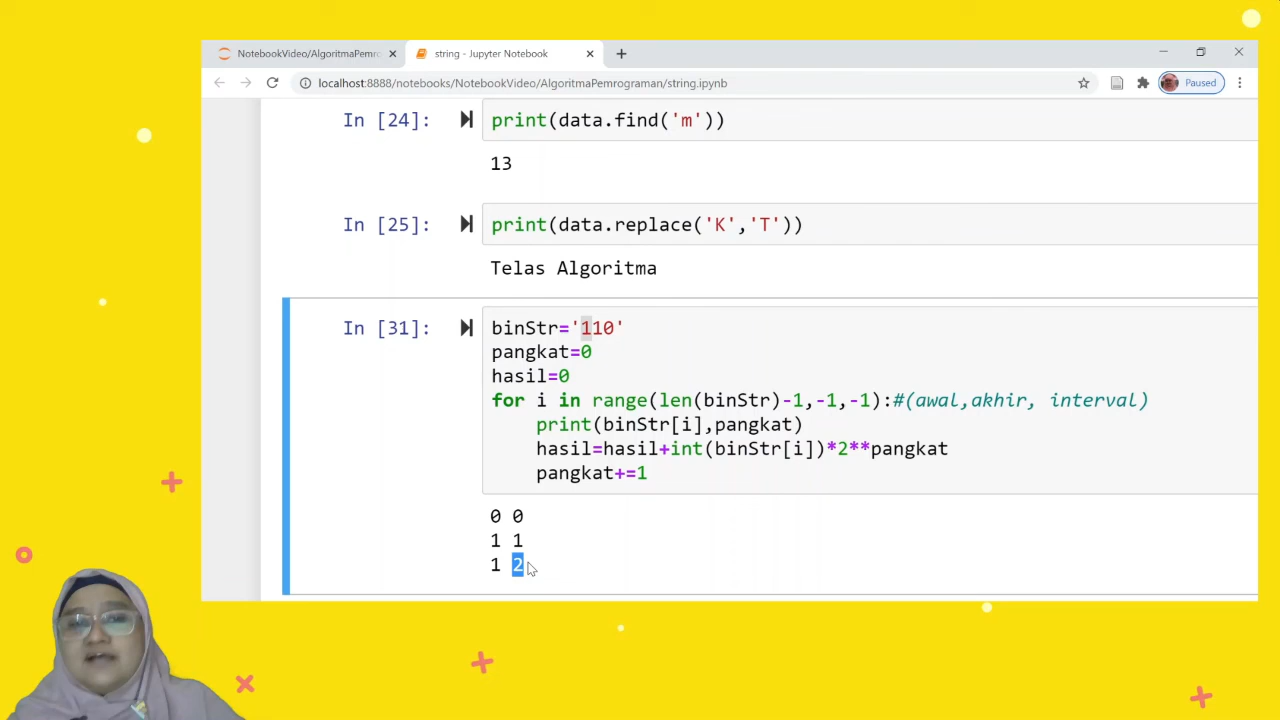 NotebookVideo/AlgoritmaPemro
string - Jupyter Notebook
localhost:8888/notebooks/NotebookVideo/AlgoritmaPemrograman/string.ipynb
Paused
In [24]: print(data.find('m'))
13
In [25]: print(data.replace('K','T'))
Telas Algoritma
In [31]: binStr='110'
pangkat=0
hasil=0
for i in range(len(binStr)-1,-1,-1):#(awal,akhir, interval)
print(binStr[i],pangkat)
hasil=hasil+int(binStr[i])*2**pangkat
pangkat+=1
0 0
1 1
1 2